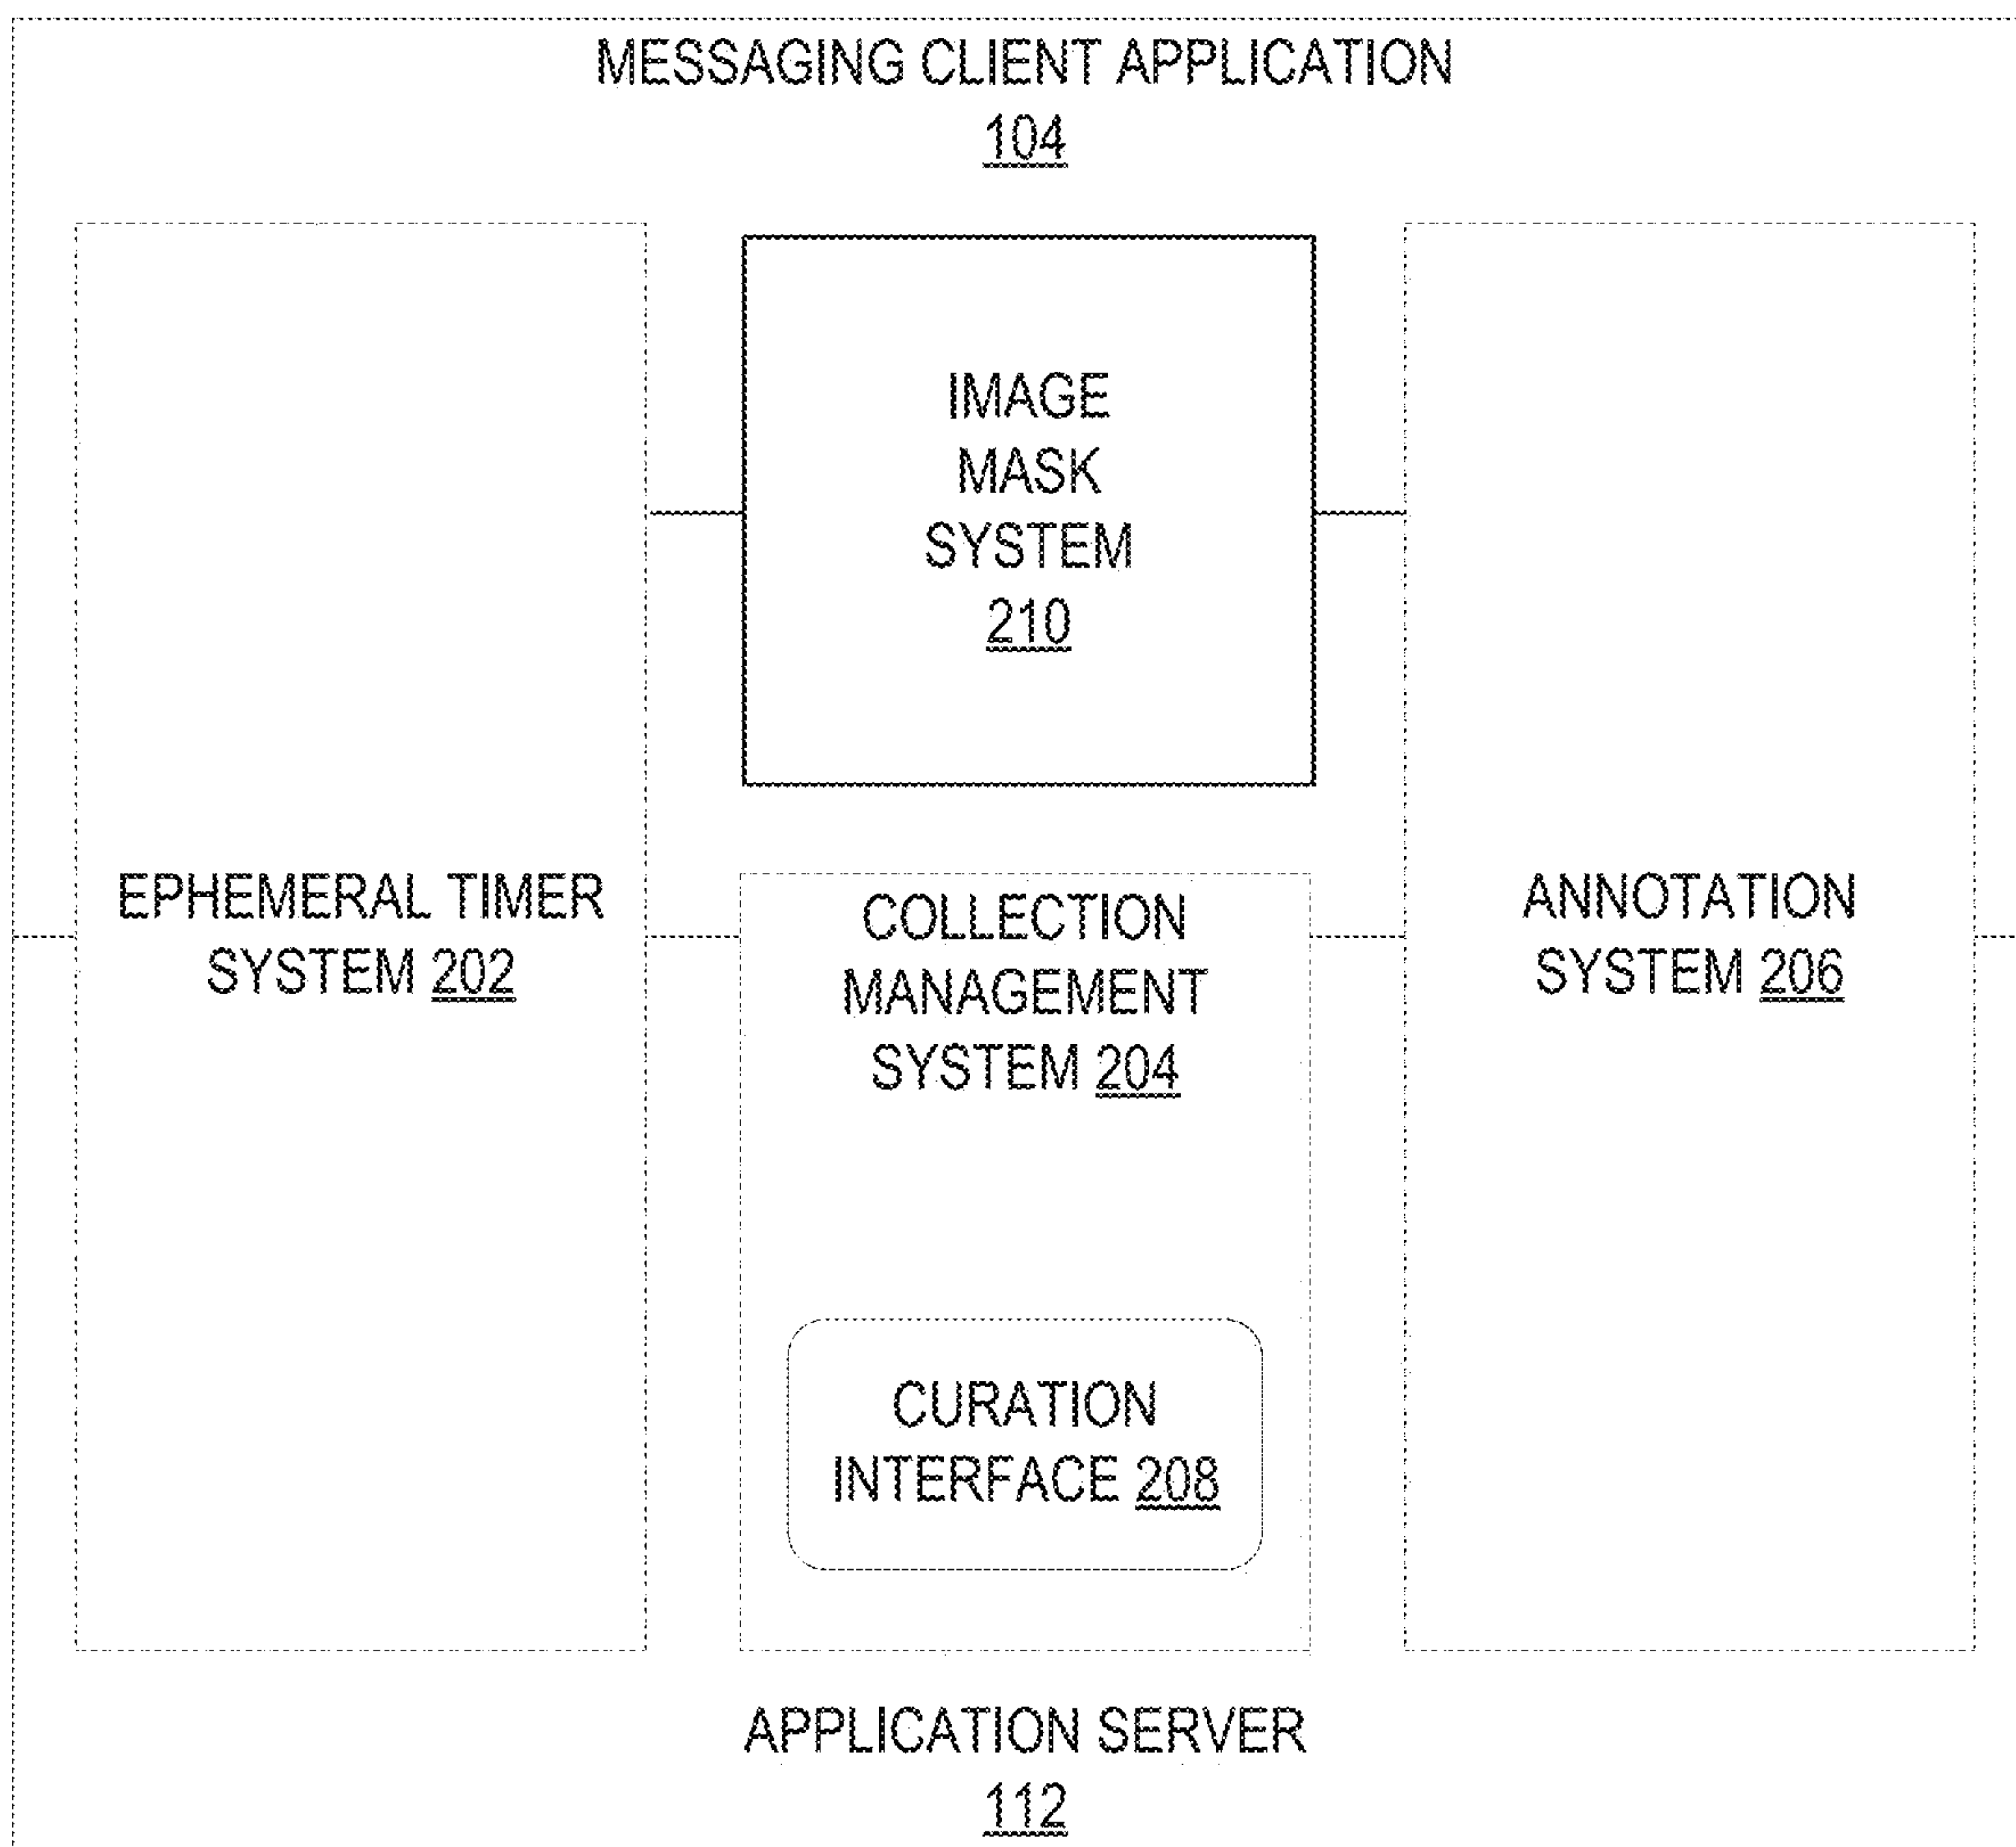 MESSAGING CLIENT APPLICATION
104
IMAGE
MASK
SYSTEM
210
EPHEMERAL TIMER
SYSTEM 202
COLLECTION
MANAGEMENT
SYSTEM 204
ANNOTATION
SYSTEM 206
CURATION
INTERFACE 208
APPLICATION SERVER
112